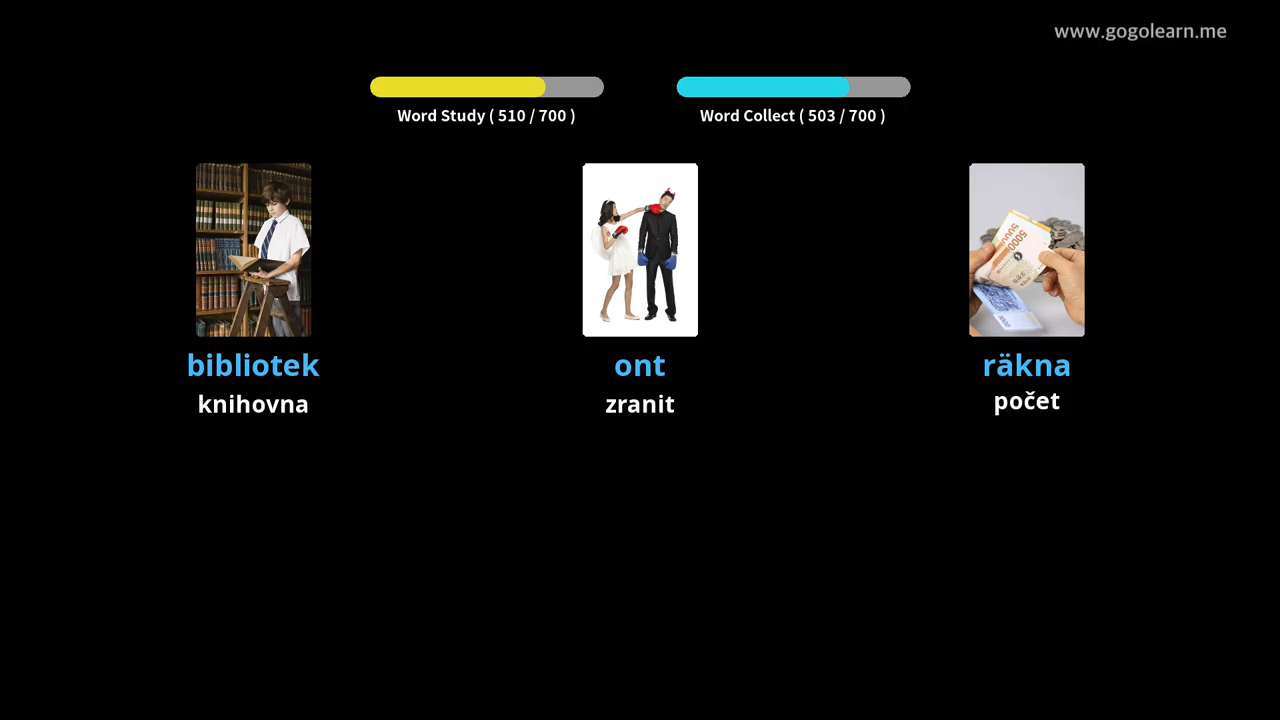 www.gogolearn.me
Word Study ( 510 / 700 )
Word Collect ( 503 / 700 )
bibliotek
ont
räkna
knihovna
zranit
počet